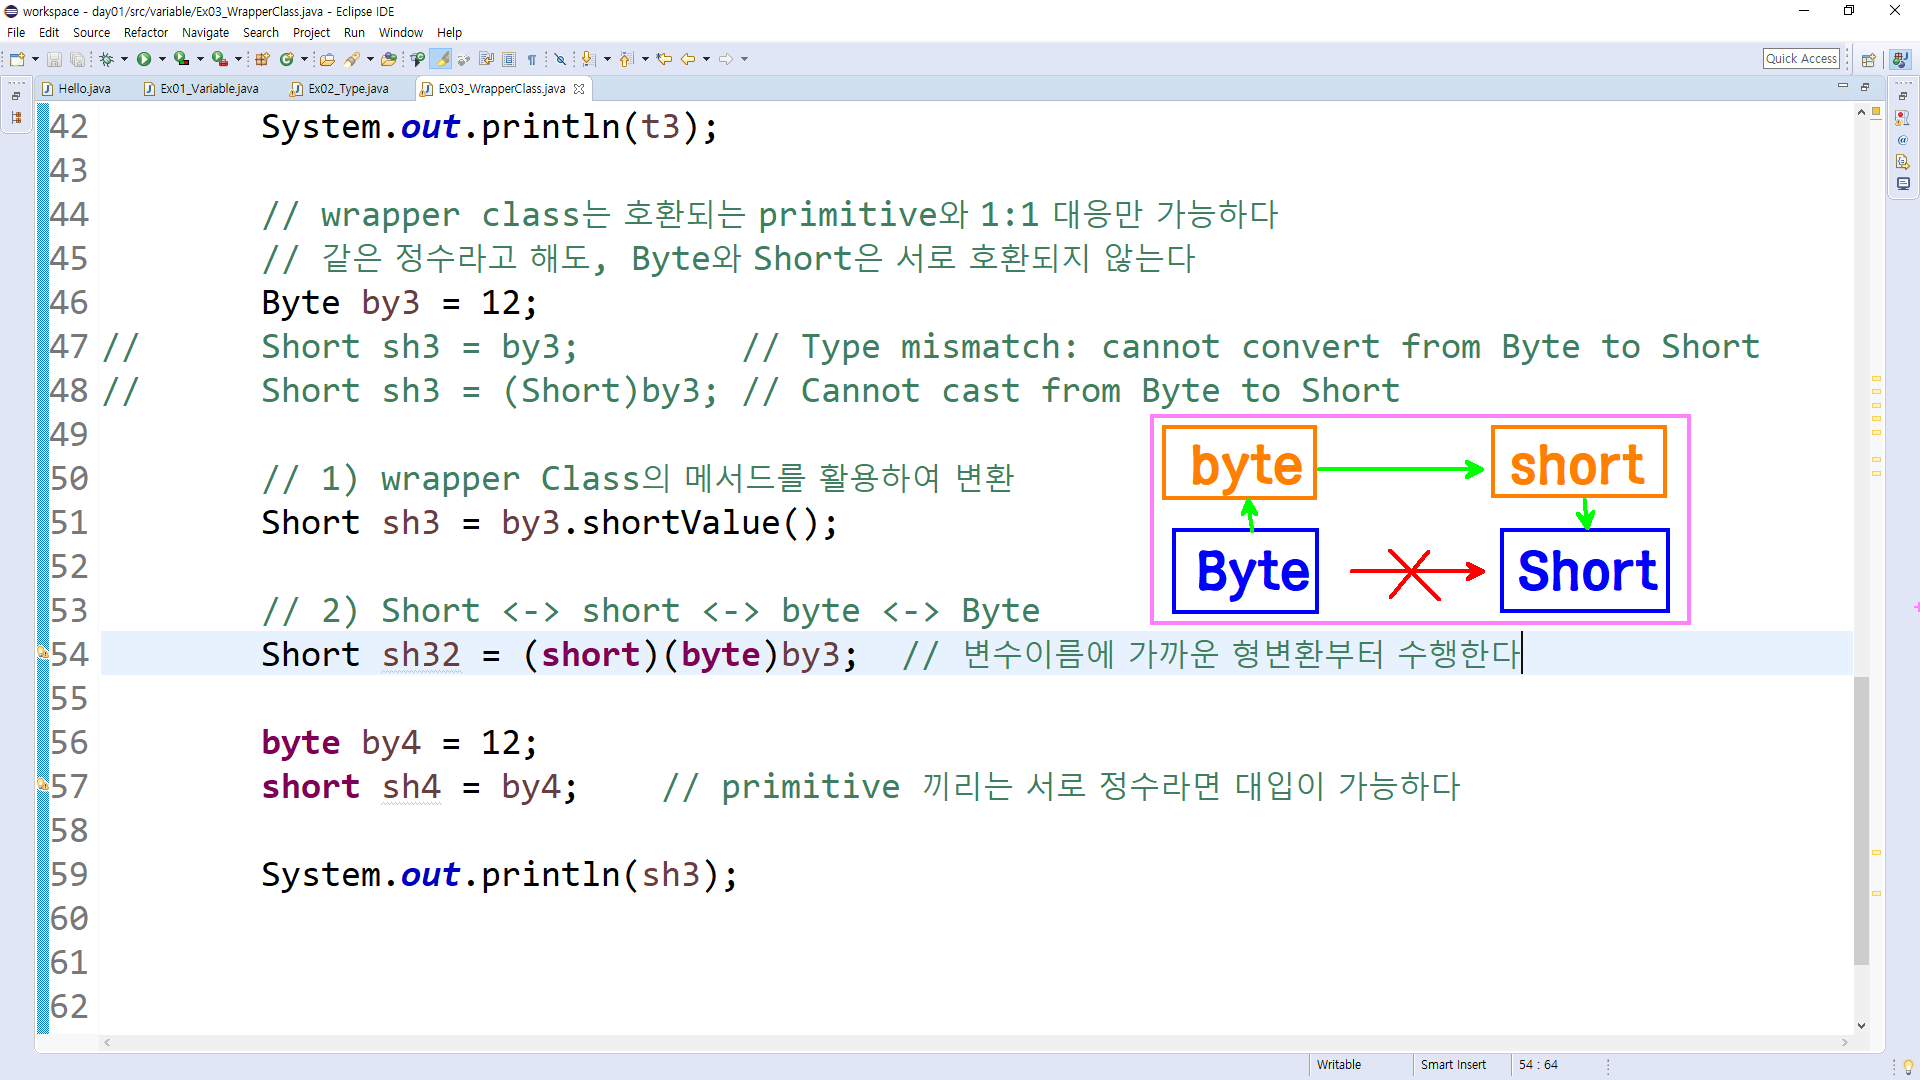 workspace - day01/src/variable/Ex03_WrapperClass.java - Eclipse IDE
File Edit Source Refactor Navigate Search Project Run Window Help
Quick Access
Hello.java Ex01_Variable.java Ex02_Type.java Ex03_WrapperClass.java
42 System.out.println(t3);
43
44 // wrapper class는 호환되는 primitive와 1:1 대응만 가능하다
45 // 같은 정수라고 해도, Byte와 Short은 서로 호환되지 않는다
46 Byte by3 = 12;
47 // Short sh3 = by3; // Type mismatch: cannot convert from Byte to Short
48 // Short sh3 = (Short)by3; // Cannot cast from Byte to Short
49
50 // 1) wrapper Class의 메서드를 활용하여 변환
51 Short sh3 = by3.shortValue();
52
53 // 2) Short <-> short <-> byte <-> Byte
54 Short sh32 = (short)(byte)by3; // 변수이름에 가까운 형변환부터 수행한다
55
56 byte by4 = 12;
57 short sh4 = by4; // primitive 끼리는 서로 정수라면 대입이 가능하다
58
59 System.out.println(sh3);
60
61
62
byte short
Byte Short
Writable Smart Insert 54 : 64